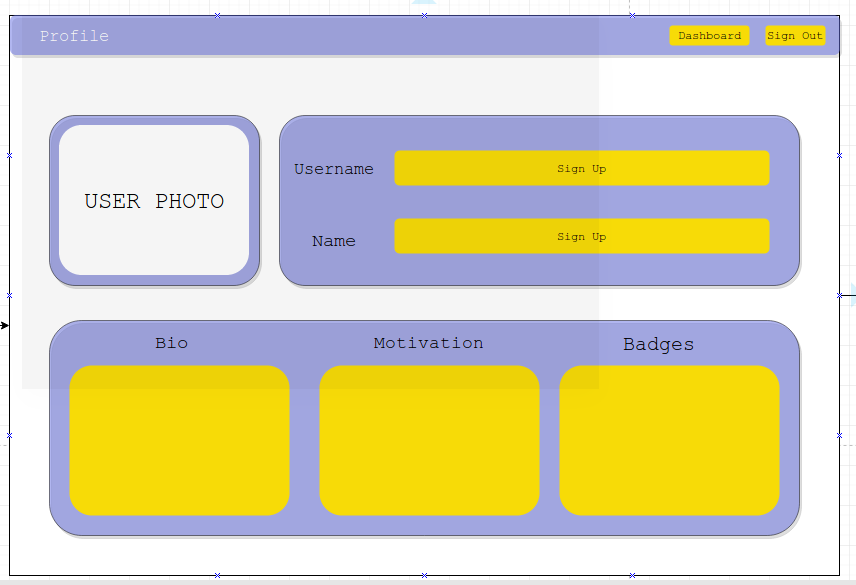 Profile
Dashboard
Sign Out
USER PHOTO
Username
Sign Up
Name
Sign Up
Bio
Motivation
Badges